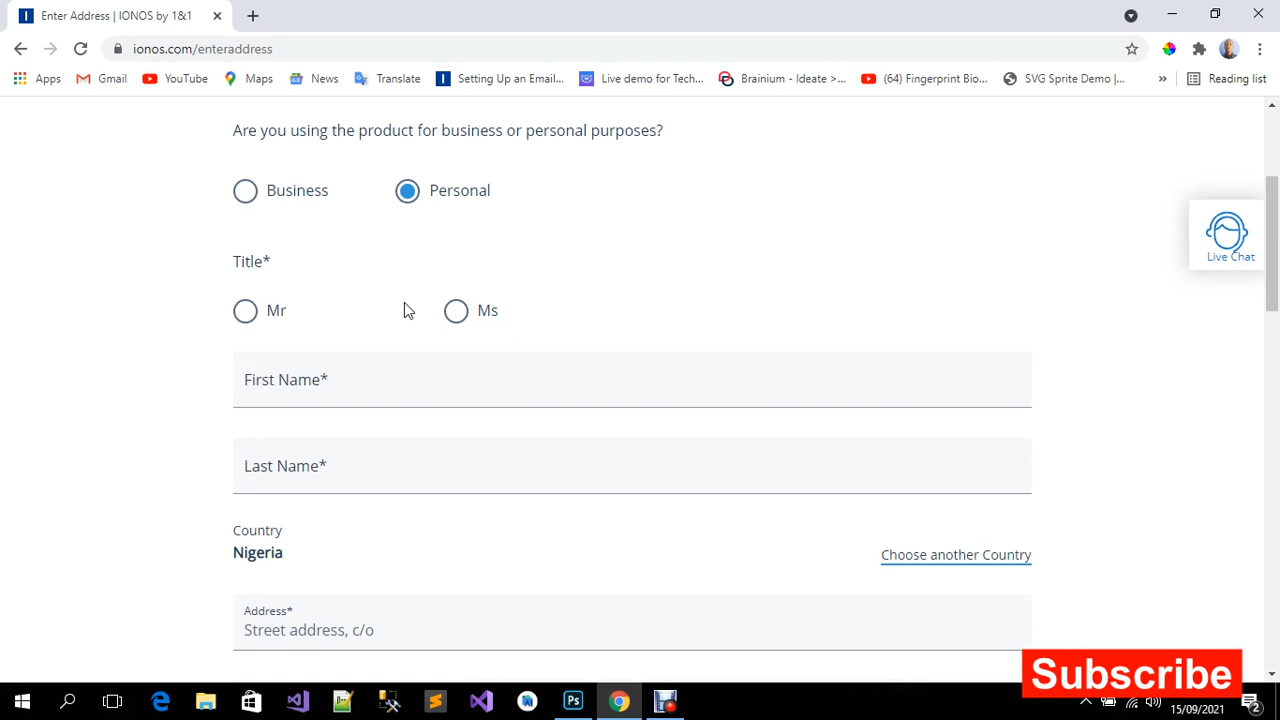 Enter Address | IONOS by 1&1
ionos.com/enteraddress
Apps Gmail YouTube Maps News Translate Setting Up an Email... Live demo for Tech... Brainium - Ideate >... (64) Fingerprint Bio... SVG Sprite Demo |... » Reading list
Are you using the product for business or personal purposes?
Business Personal
Live Chat
Title*
Mr Ms
First Name*
Last Name*
Country
Nigeria
Choose another Country
Address*
Street address, c/o
Subscribe
Ps
15/09/2021
2